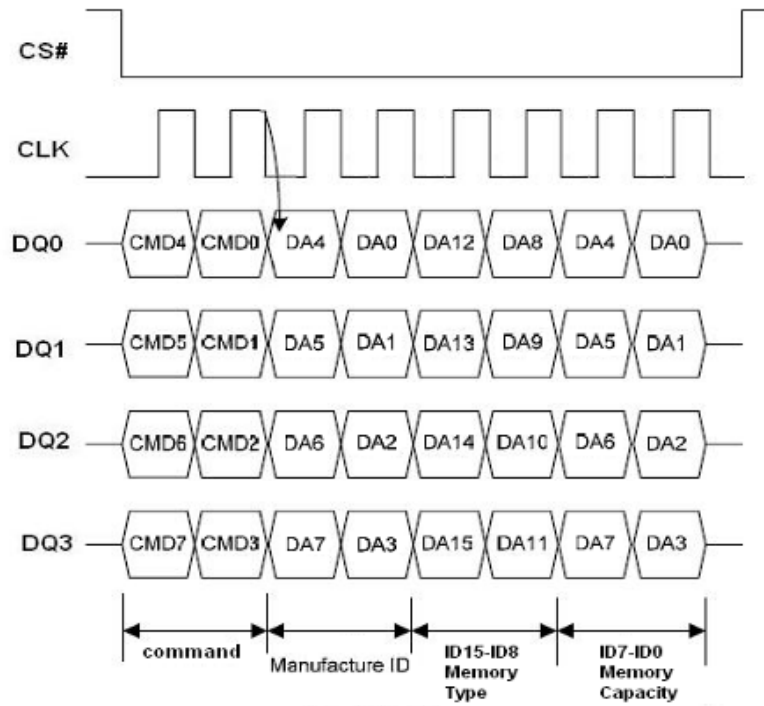 CS#
CLK
DQ0 CMD4 CMD0 DA4 DA0 DA12 DA8 DA4 DA0
DQ1 CMD5 CMD1 DA5 DA1 DA13 DA9 DA5 DA1
DQ2 CMD6 CMD2 DA6 DA2 DA14 DA10 DA6 DA2
DQ3 CMD7 CMD3 DA7 DA3 DA15 DA11 DA7 DA3
command
Manufacture ID
ID15-ID8
Memory
Type
ID7-ID0
Memory
Capacity